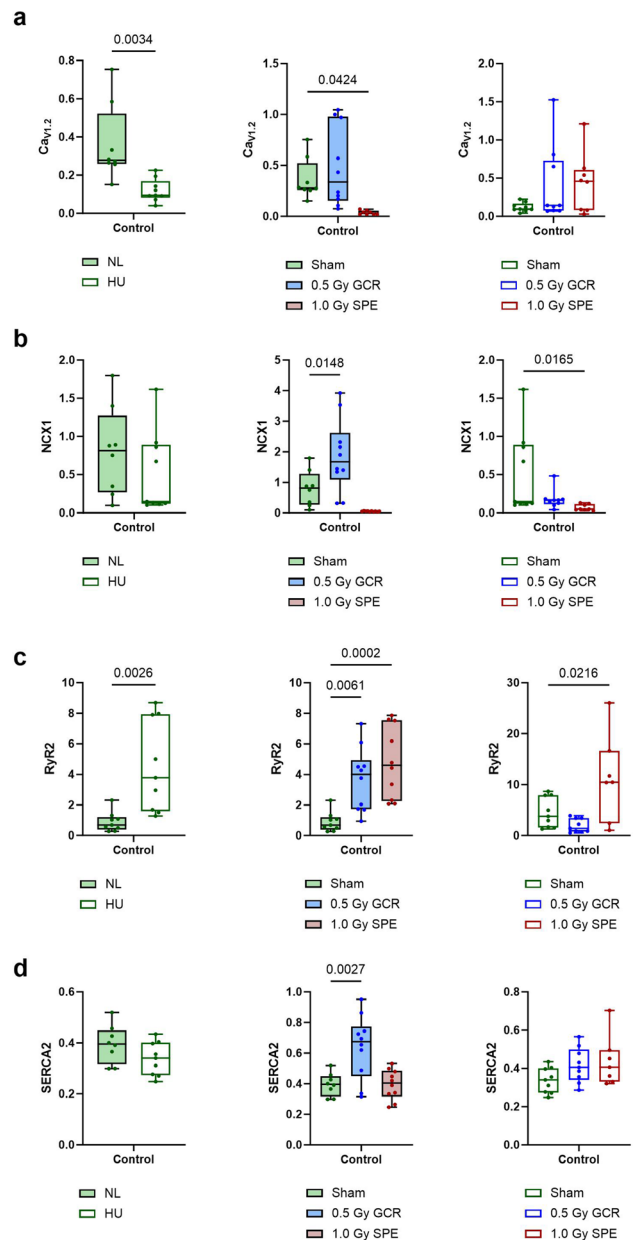 a
0.0034
0.8
0.6
0.4
0.2
0.0
CaV1.2
Control
NL
HU
0.0424
1.5
1.0
0.5
0.0
CaV1.2
Control
Sham
0.5 Gy GCR
1.0 Gy SPE
2.0
1.5
1.0
0.5
0.0
CaV1.2
Control
Sham
0.5 Gy GCR
1.0 Gy SPE
b
2.0
1.5
1.0
0.5
0.0
NCX1
Control
NL
HU
0.0148
5
4
3
2
1
0
NCX1
Control
Sham
0.5 Gy GCR
1.0 Gy SPE
0.0165
2.0
1.5
1.0
0.5
0.0
NCX1
Control
Sham
0.5 Gy GCR
1.0 Gy SPE
c
0.0026
10
8
6
4
2
0
RyR2
Control
NL
HU
0.0002
0.0061
10
8
6
4
2
0
RyR2
Control
Sham
0.5 Gy GCR
1.0 Gy SPE
0.0216
30
20
10
0
RyR2
Control
Sham
0.5 Gy GCR
1.0 Gy SPE
d
0.6
0.4
0.2
0.0
SERCA2
Control
NL
HU
0.0027
1.0
0.8
0.6
0.4
0.2
0.0
SERCA2
Control
Sham
0.5 Gy GCR
1.0 Gy SPE
0.8
0.6
0.4
0.2
0.0
SERCA2
Control
Sham
0.5 Gy GCR
1.0 Gy SPE